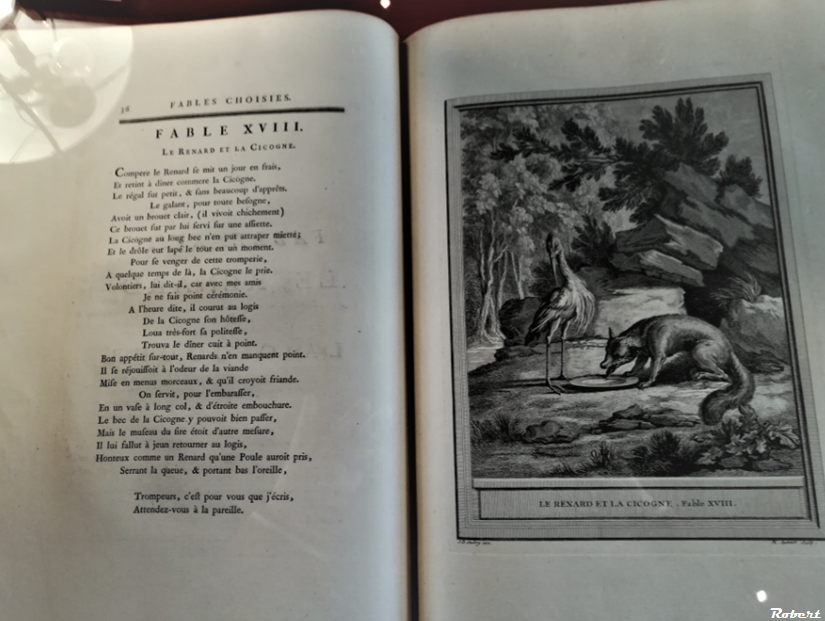 36
FABLES CHOISIES.
FABLE XVIII.
LE RENARD ET LA CICOGNE.
Compere le Renard se mit un jour en frais,
Et retint à dîner commere la Cicogne.
Le régal fut petit, & sans beaucoup d'apprêts.
Le galant, pour toute besogne,
Avoit un brouet clair, (il vivoit chichement)
Ce brouet fut par lui servi sur une assiette.
La Cicogne au long bec n'en put attraper miette;
Et le drôle eut lapé le tout en un moment.
Pour se venger de cette tromperie,
A quelque temps de là, la Cicogne le prie.
Volontiers, lui dit-il, car avec mes amis
Je ne fais point cérémonie.
A l'heure dite, il courut au logis
De la Cicogne son hôtesse,
Loua très-fort sa politesse,
Trouva le dîner cuit à point.
Bon appétit sur-tout, Renards n'en manquent point.
Il se réjouissoit à l'odeur de la viande
Mise en menus morceaux, & qu'il croyoit friande.
On servit, pour l'embarasser,
En un vase à long col, & d'étroite embouchure.
Le bec de la Cicogne y pouvoit bien passer,
Mais le museau du sire étoit d'autre mesure,
Il lui fallut à jeun retourner au logis,
Honteux comme un Renard qu'une Poule auroit pris,
Serrant la queue, & portant bas l'oreille,
Trompeurs, c'est pour vous que j'écris,
Attendez-vous à la pareille.
LE RENARD ET LA CICOGNE. Fable XVIII.
Robert